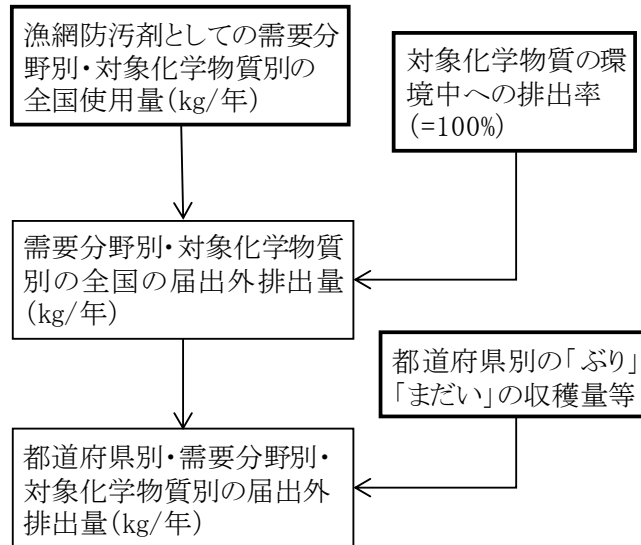 漁網防汚剤としての需要分
野別・対象化学物質別の
全国使用量(kg/年)
対象化学物質の環
境中への排出率
(=100%)
需要分野別・対象化学物質
別の全国の届出外排出量
(kg/年)
都道府県別の「ぶり」
「まだい」の収穫量等
都道府県別・需要分野別・
対象化学物質別の届出外
排出量(kg/年)